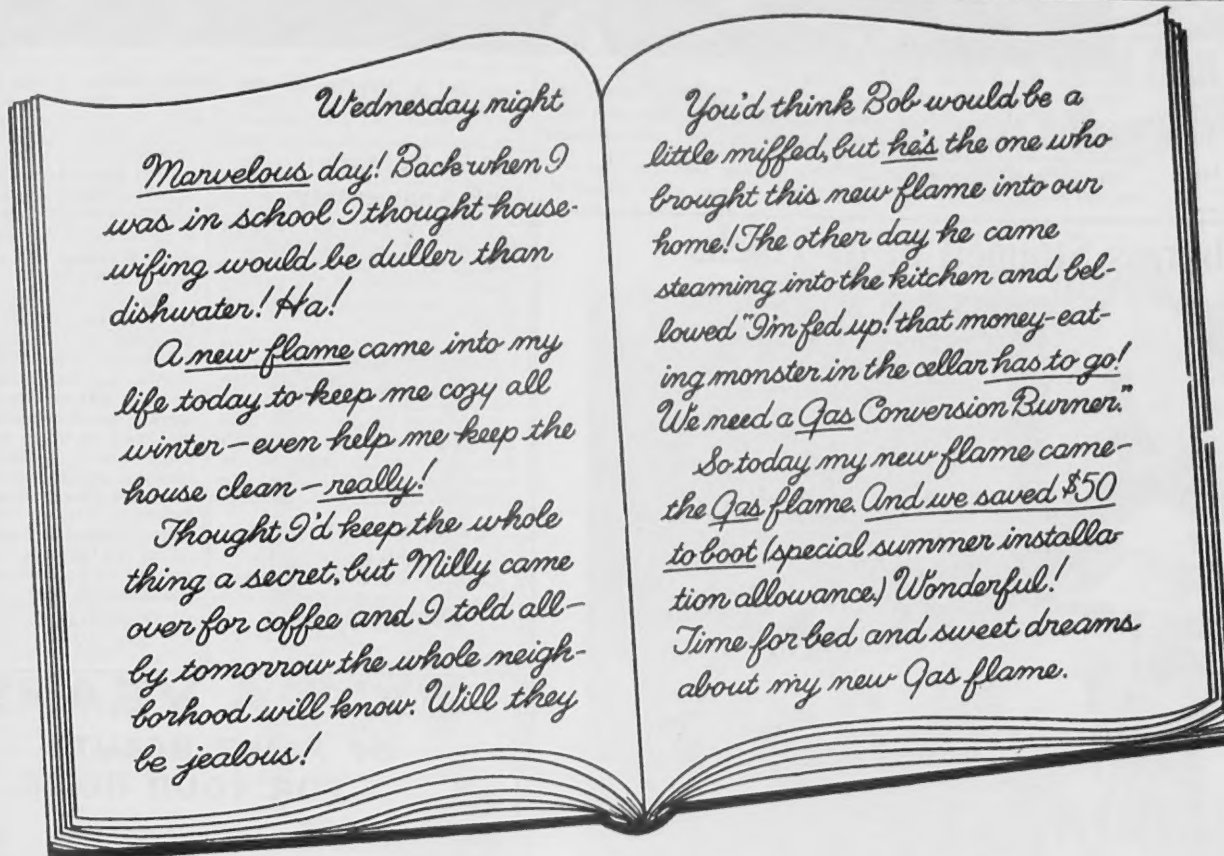 Wednesday night
Marvelous day! Back when I
was in school I thought house-
wifing would be duller than
dishwater! Ha!
A new flame came into my
life today to keep me cozy all
winter – even help me keep the
house clean – really!
Thought I'd keep the whole
thing a secret, but Milly came
over for coffee and I told all –
by tomorrow the whole neigh-
borhood will know. Will they
be jealous!
You'd think Bob would be a
little miffed, but he's the one who
brought this new flame into our
home! The other day he came
steaming into the kitchen and bel-
lowed "I'm fed up! that money-eat-
ing monster in the cellar has to go!
We need a Gas Conversion Burner."
So today my new flame came –
the Gas flame. And we saved $50
to boot (special summer installa-
tion allowance.) Wonderful!
Time for bed and sweet dreams
about my new Gas flame.